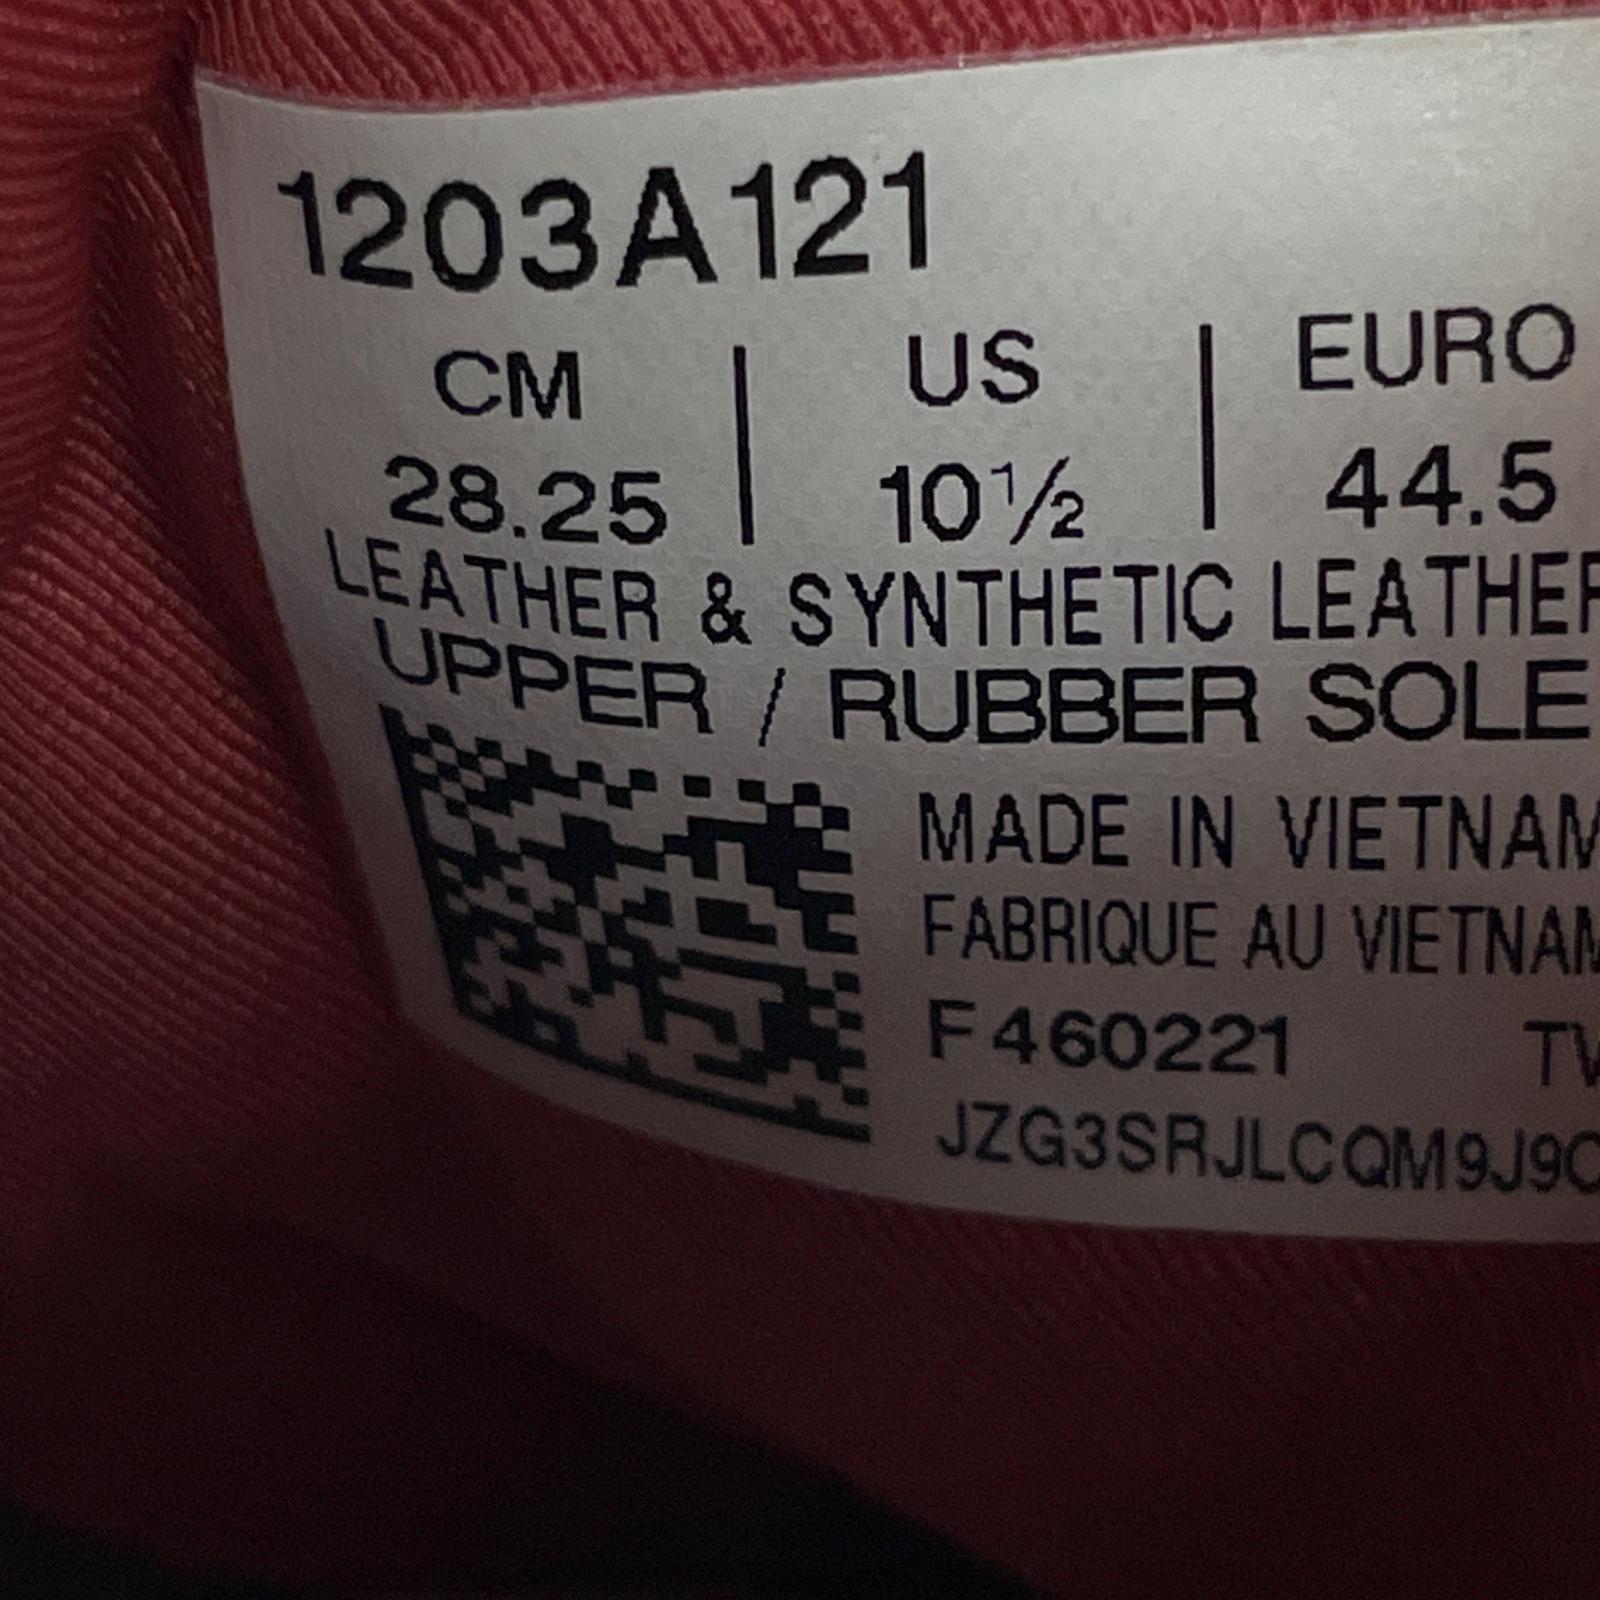 1203A121
CM | US | EURO
28.25 | 10½ | 44.5
LEATHER & SYNTHETIC LEATHER
UPPER / RUBBER SOLE
MADE IN VIETNAM
FABRIQUE AU VIETNAM
F460221